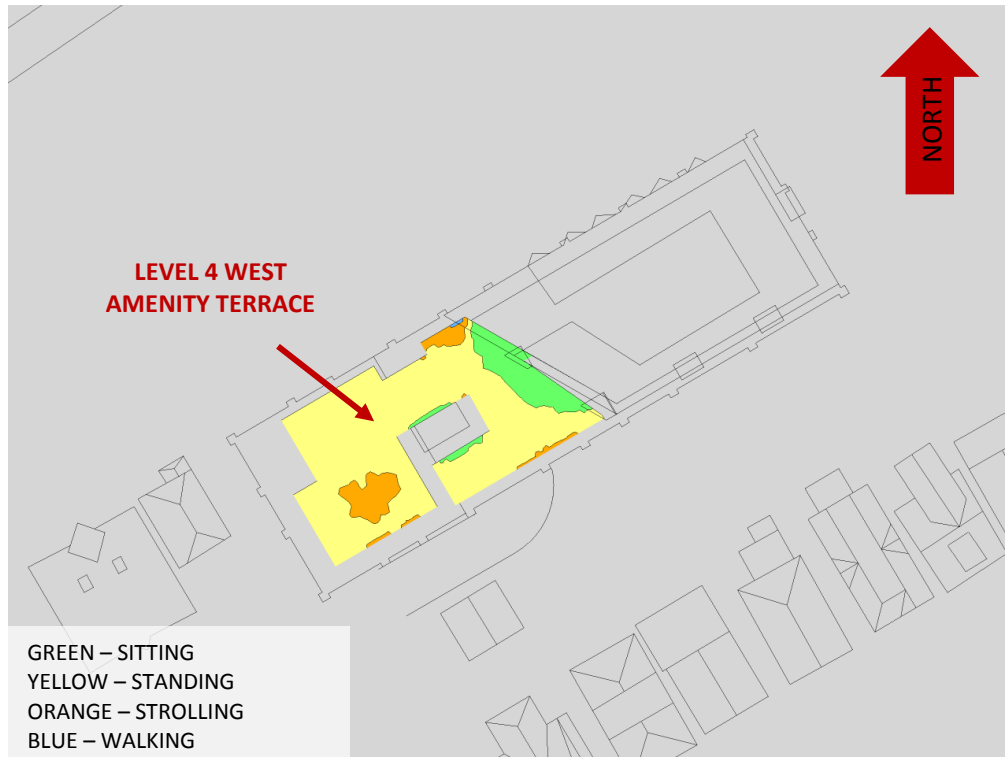 NORTH
LEVEL 4 WEST
AMENITY TERRACE
GREEN – SITTING
YELLOW – STANDING
ORANGE – STROLLING
BLUE – WALKING